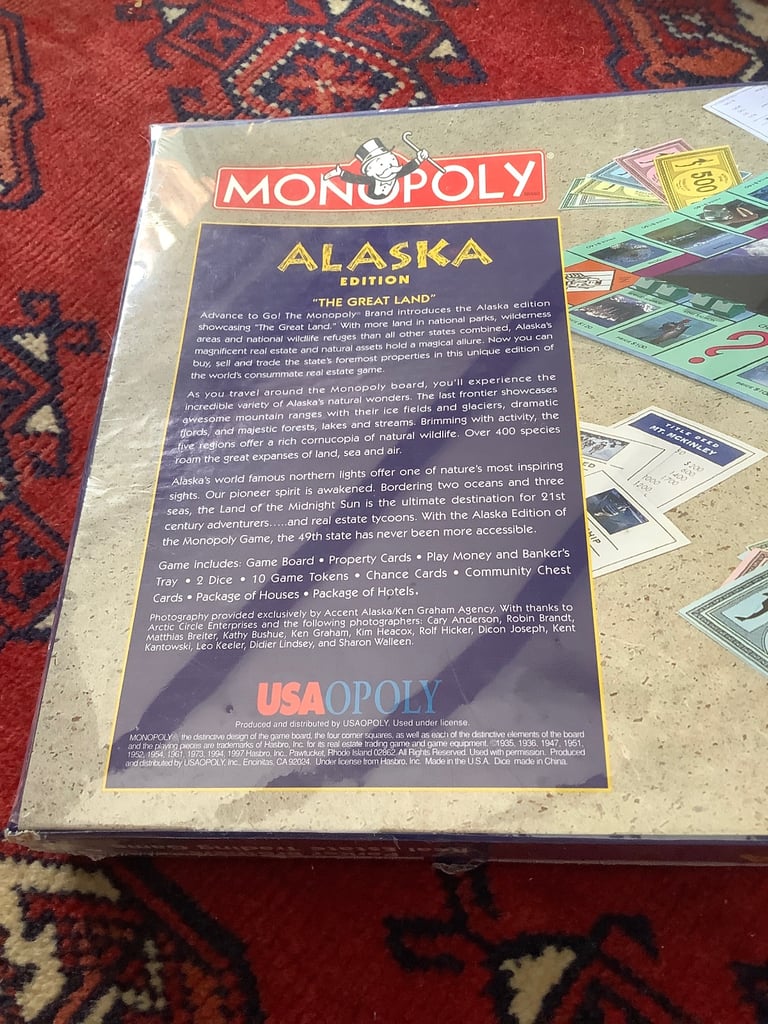 MONOPOLY®
ALASKA
EDITION
"THE GREAT LAND"
Advance to Go! The Monopoly® Brand introduces the Alaska edition
showcasing "The Great Land." With more land in national parks, wilderness
areas and national wildlife refuges than all other states combined, Alaska's
magnificent real estate and natural assets hold a magical allure. Now you can
buy, sell and trade the state's foremost properties in this unique edition of
the world's consummate real estate game.
As you travel around the Monopoly board, you'll experience the
incredible variety of Alaska's natural wonders. The last frontier showcases
awesome mountain ranges with their ice fields and glaciers, dramatic
fjords, and majestic forests, lakes and streams. Brimming with activity, the
five regions offer a rich cornucopia of natural wildlife. Over 400 species
roam the great expanses of land, sea and air.
Alaska's world famous northern lights offer one of nature's most inspiring
sights. Our pioneer spirit is awakened. Bordering two oceans and three
seas, the Land of the Midnight Sun is the ultimate destination for 21st
century adventurers.....and real estate tycoons. With the Alaska Edition of
the Monopoly Game, the 49th state has never been more accessible.
Game includes: Game Board • Property Cards • Play Money and Banker's
Tray • 2 Dice • 10 Game Tokens • Chance Cards • Community Chest
Cards • Package of Houses • Package of Hotels.
Photography provided exclusively by Accent Alaska/Ken Graham Agency. With thanks to
Arctic Circle Enterprises and the following photographers: Cary Anderson, Robin Brandt,
Matthias Breiter, Kathy Bushue, Ken Graham, Kim Heacox, Rolf Hicker, Dicon Joseph, Kent
Kantowski, Leo Keeler, Didier Lindsey, and Sharon Walleen.
USAOPOLY
Produced and distributed by USAOPOLY. Used under license.
MONOPOLY®, the distinctive design of the game board, the four corner squares, as well as each of the distinctive elements of the board
and the playing pieces are trademarks of Hasbro, Inc. for its real estate trading game and game equipment. ©1935, 1936, 1947, 1951,
1952, 1954, 1961, 1973, 1994, 1997 Hasbro, Inc., Pawtucket, Rhode Island 02862. All Rights Reserved. Used with permission. Produced
and distributed by USAOPOLY, Inc., Encinitas, CA 92024. Under license from Hasbro, Inc. Made in the U.S.A. Dice made in China.
500
?
TITLE DEED
MT. MCKINLEY